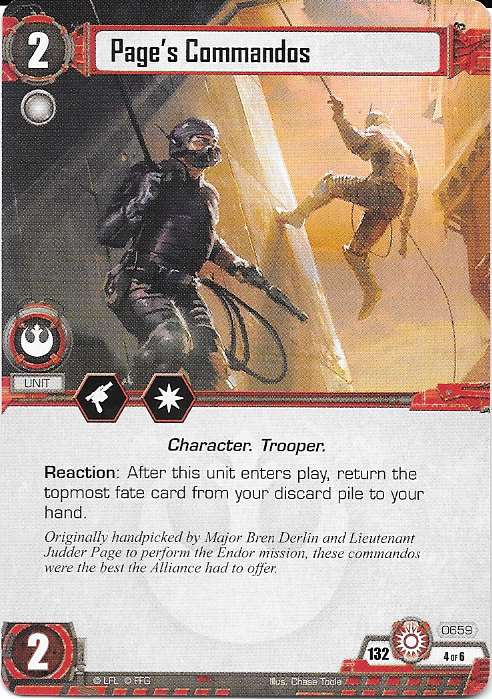 2
Page's Commandos
UNIT
Character. Trooper.
Reaction: After this unit enters play, return the
topmost fate card from your discard pile to your
hand.
Originally handpicked by Major Bren Derlin and Lieutenant
Judder Page to perform the Endor mission, these commandos
were the best the Alliance had to offer.
2
© LFL © FFG
Illus. Chase Toole
132
0659
4 OF 6